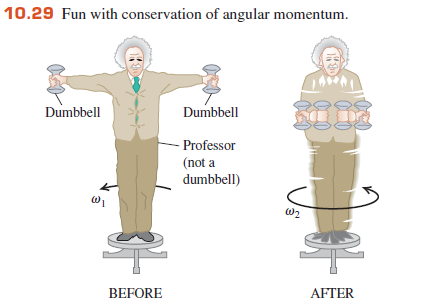 10.29 Fun with conservation of angular momentum.
Dumbbell
Dumbbell
Professor
(not a
dumbbell)
ω1
ω2
BEFORE
AFTER